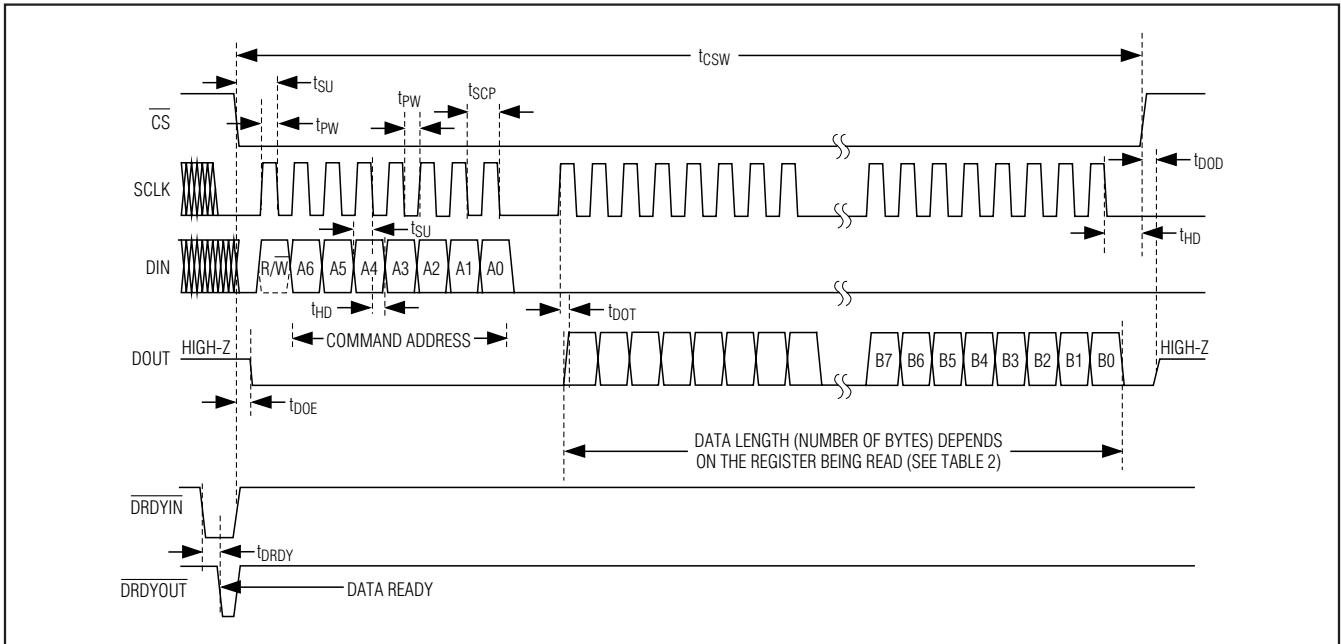 tCSW
tSU
tPW
tSCP
CS
tPW
tDOD
SCLK
tSU
tHD
DIN
R/W A6 A5 A4 A3 A2 A1 A0
tHD
tDOT
COMMAND ADDRESS
HIGH-Z
HIGH-Z
DOUT
B7 B6 B5 B4 B3 B2 B1 B0
tDOE
DATA LENGTH (NUMBER OF BYTES) DEPENDS
ON THE REGISTER BEING READ (SEE TABLE 2)
DRDYIN
tDRDY
DRDYOUT
DATA READY